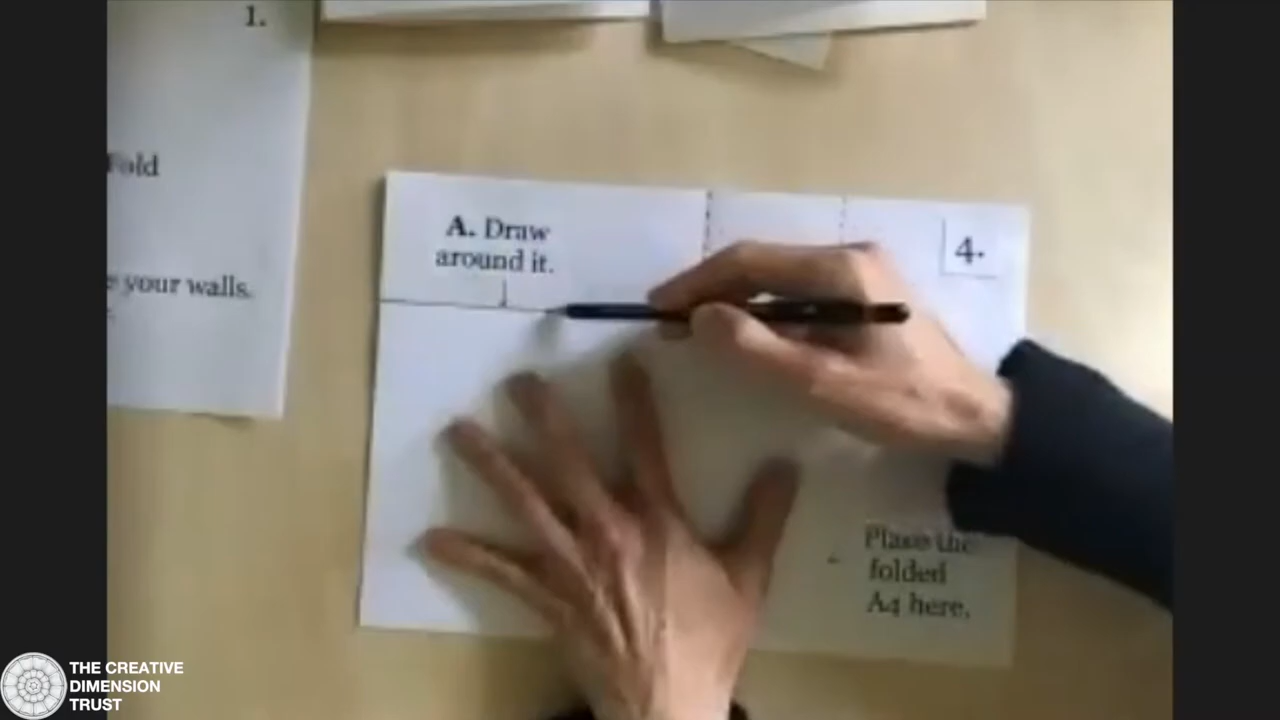 1.
Fold
your walls.
A. Draw
around it.
4.
Place the
folded
A4 here.
THE CREATIVE
DIMENSION
TRUST